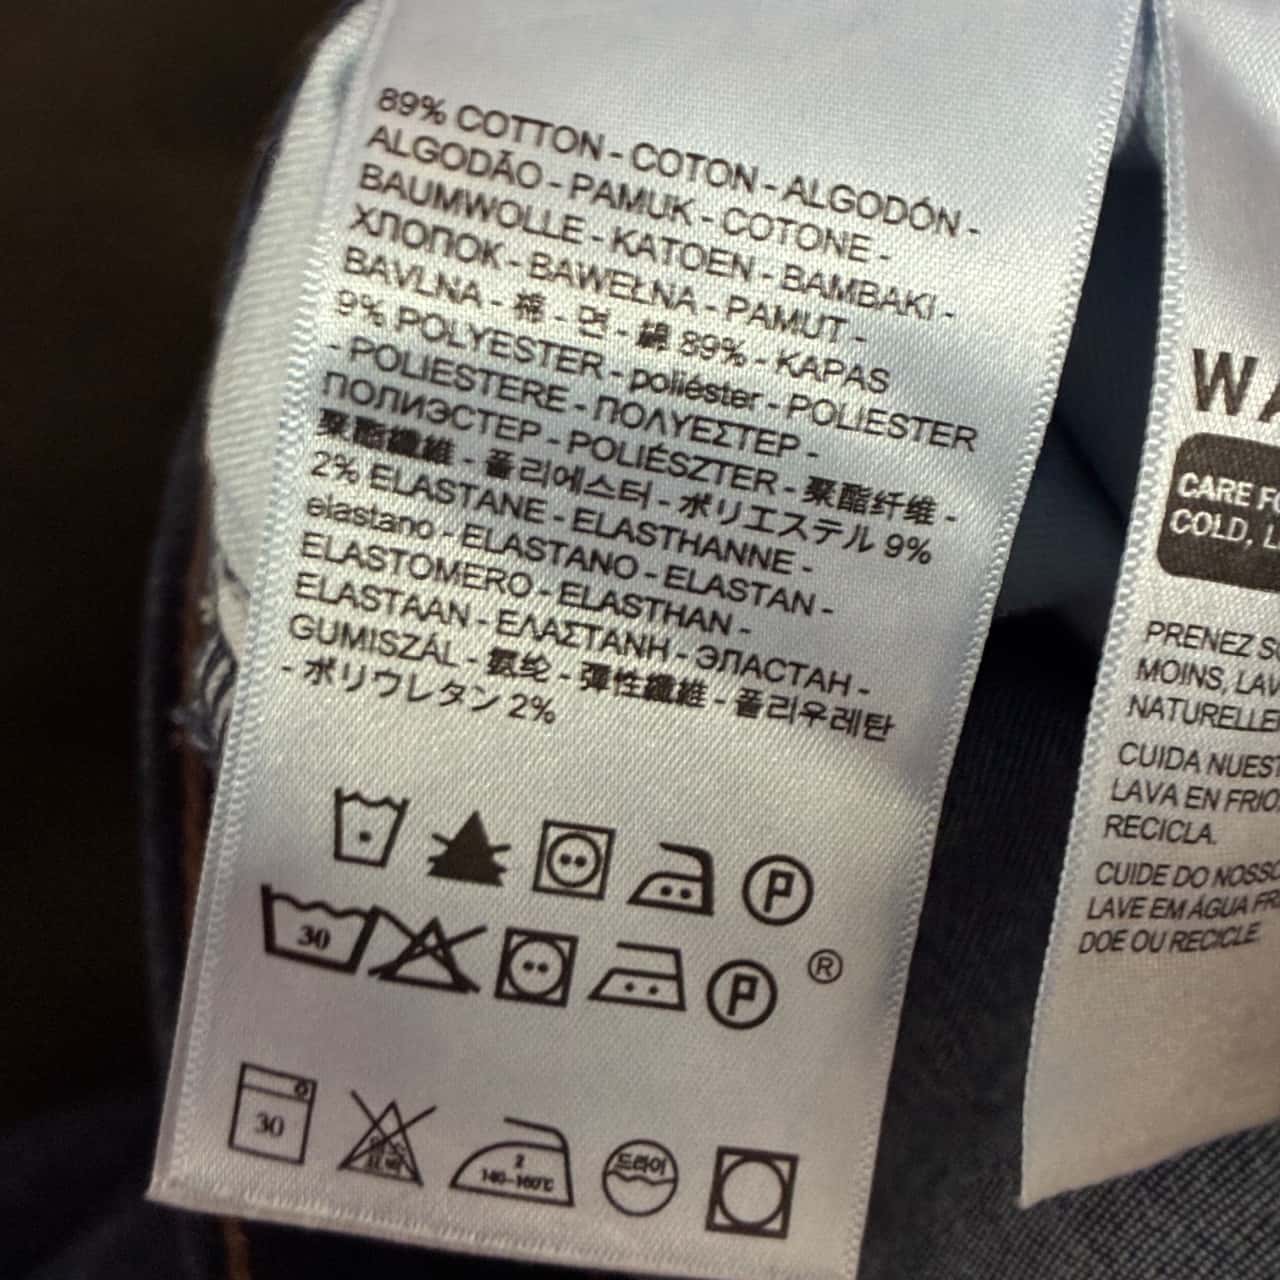 89% COTTON - COTON - ALGODÓN -
ALGODÃO - PAMUK - COTONE -
BAUMWOLLE - KATOEN - BAMBAKI -
ХЛОПОК - BAWEŁNA - PAMUT -
BAVLNA - 棉 - 면 - 綿 89% - KAPAS
9% POLYESTER - poliéster - POLIESTER
- POLIESTERE - ΠΟΛΥΕΣΤΕΡ -
ПОЛИЭСТЕР - POLIÉSZTER - 聚酯纤维 -
聚酯纖維 - 폴리에스터 - ポリエステル 9%
2% ELASTANE - ELASTHANNE -
elastano - ELASTANO - ELASTAN -
ELASTOMERO - ELASTHAN -
ELASTAAN - ΕΛΑΣΤΑΝΗ - ЭЛАСТАН -
GUMISZÁL - 氨纶 - 彈性纖維 - 폴리우레탄
- ポリウレタン 2%
P
30 P ®
30 2 140~160℃ 드라이
WA
CARE FO
COLD, L
PRENEZ SO
MOINS, LAV
NATURELLE
CUIDA NUEST
LAVA EN FRIO
RECICLA.
CUIDE DO NOSSO
LAVE EM ÁGUA FR
DOE OU RECICLE.